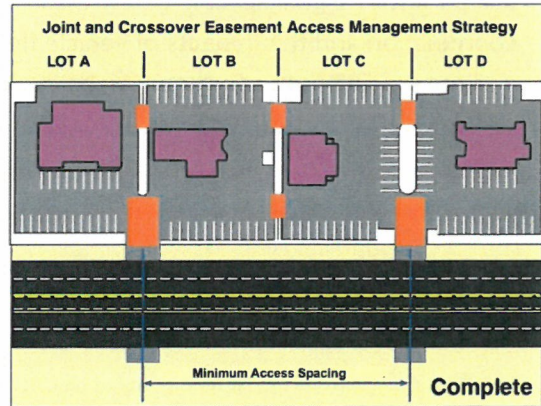 Joint and Crossover Easement Access Management Strategy
LOT A LOT B LOT C LOT D
Minimum Access Spacing
Complete